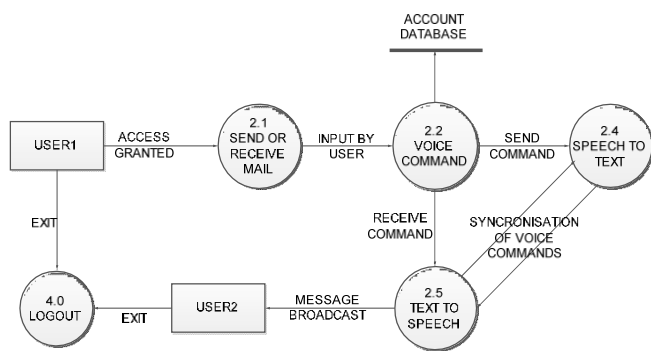 ACCOUNT
DATABASE
USER1
ACCESS
GRANTED
2.1
SEND OR
RECEIVE
MAIL
INPUT BY
USER
2.2
VOICE
COMMAND
SEND
COMMAND
2.4
SPEECH TO
TEXT
EXIT
RECEIVE
COMMAND
SYNCRONISATION
OF VOICE
COMMANDS
4.0
LOGOUT
EXIT
USER2
MESSAGE
BROADCAST
2.5
TEXT TO
SPEECH